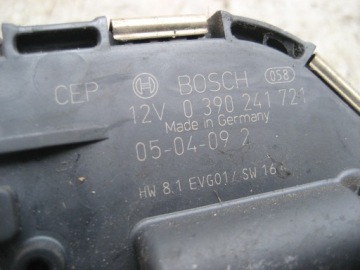 CEP BOSCH 058
12V 0 390 241 721
Made in Germany
05-04-09 2
HW 8.1 EVG01/ SW 16.